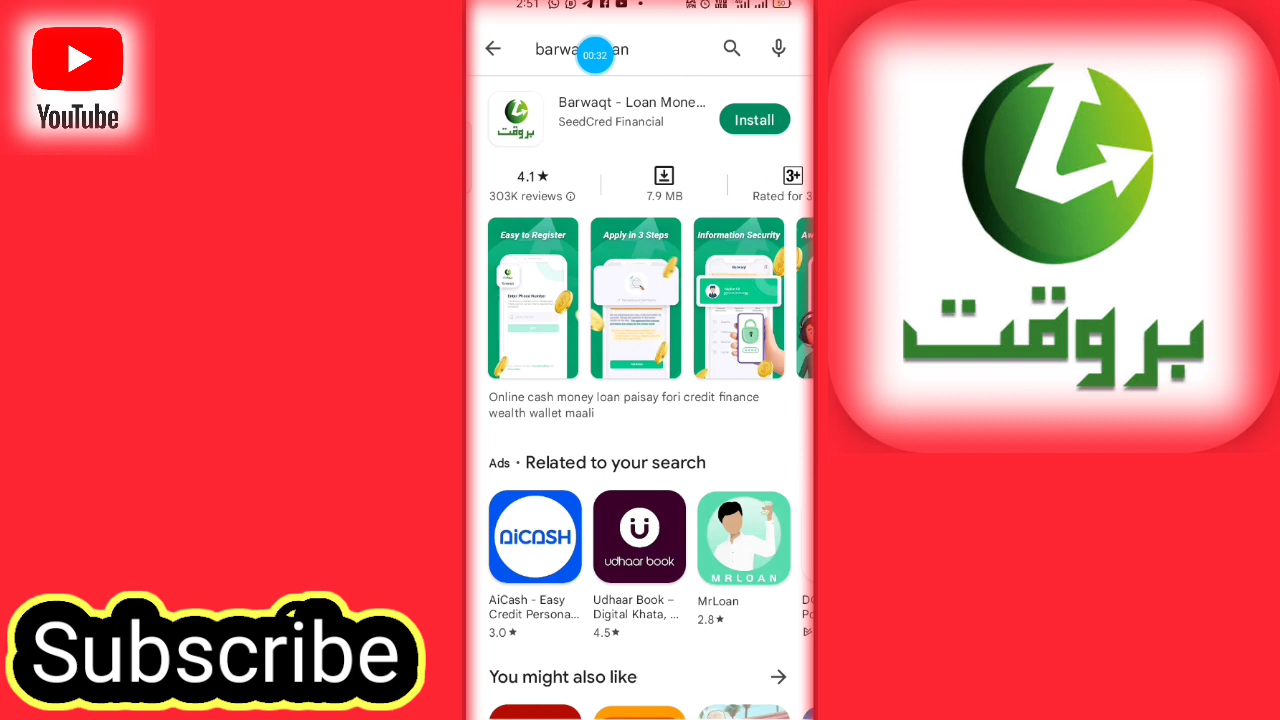 YouTube
2:51
barwa an
00:32
Barwaqt - Loan Mone...
SeedCred Financial
Install
بروقت
4.1★
303K reviews
7.9 MB
3+
Rated for 3
Easy to Register
Apply in 3 Steps
Information Security
Enter Phone Number
Online cash money loan paisay fori credit finance
wealth wallet maali
Ads • Related to your search
AiCASH
udhaar book
MRLOAN
AiCash - Easy
Credit Persona...
3.0★
Udhaar Book –
Digital Khata, ...
4.5★
MrLoan
2.8★
You might also like
بروقت
Subscribe